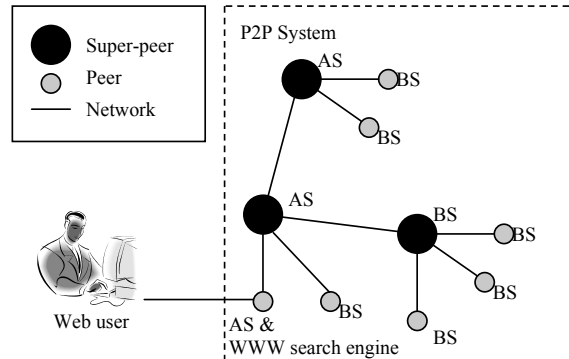 Super-peer
Peer
Network
P2P System
AS
BS
BS
AS
BS
BS
BS
BS
BS
Web user
AS &
WWW search engine